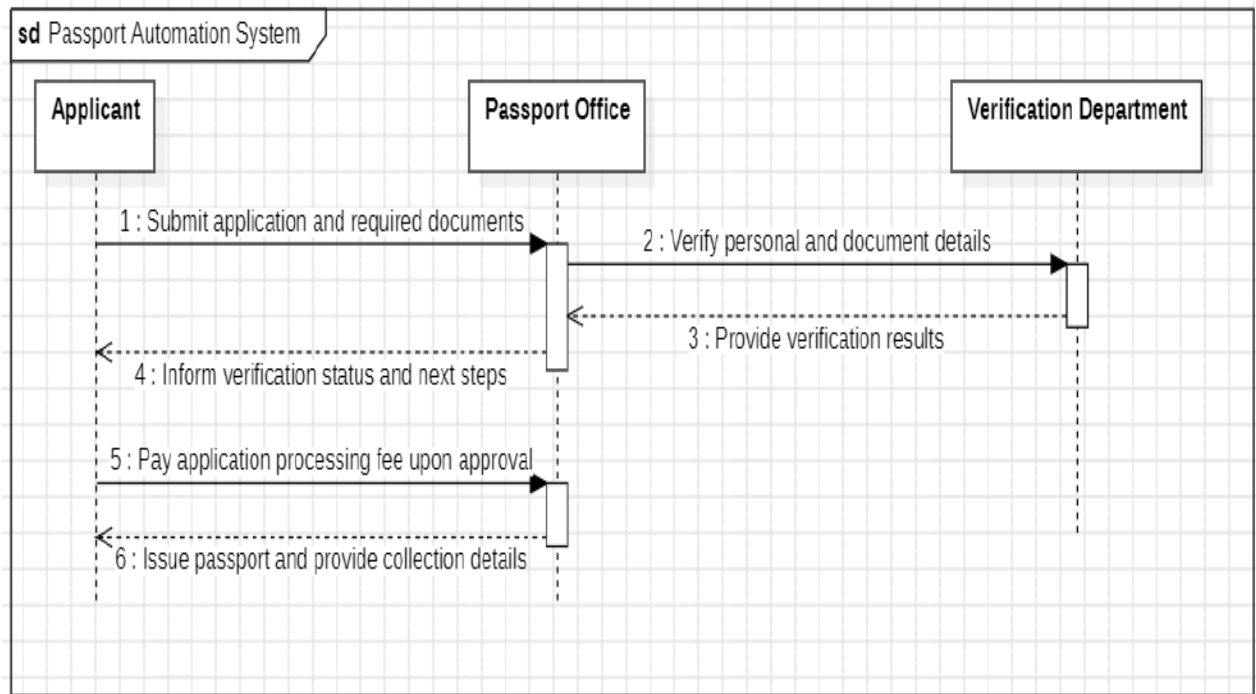 sd Passport Automation System
Applicant
Passport Office
Verification Department
1 : Submit application and required documents
2 : Verify personal and document details
3 : Provide verification results
4 : Inform verification status and next steps
5 : Pay application processing fee upon approval
6 : Issue passport and provide collection details